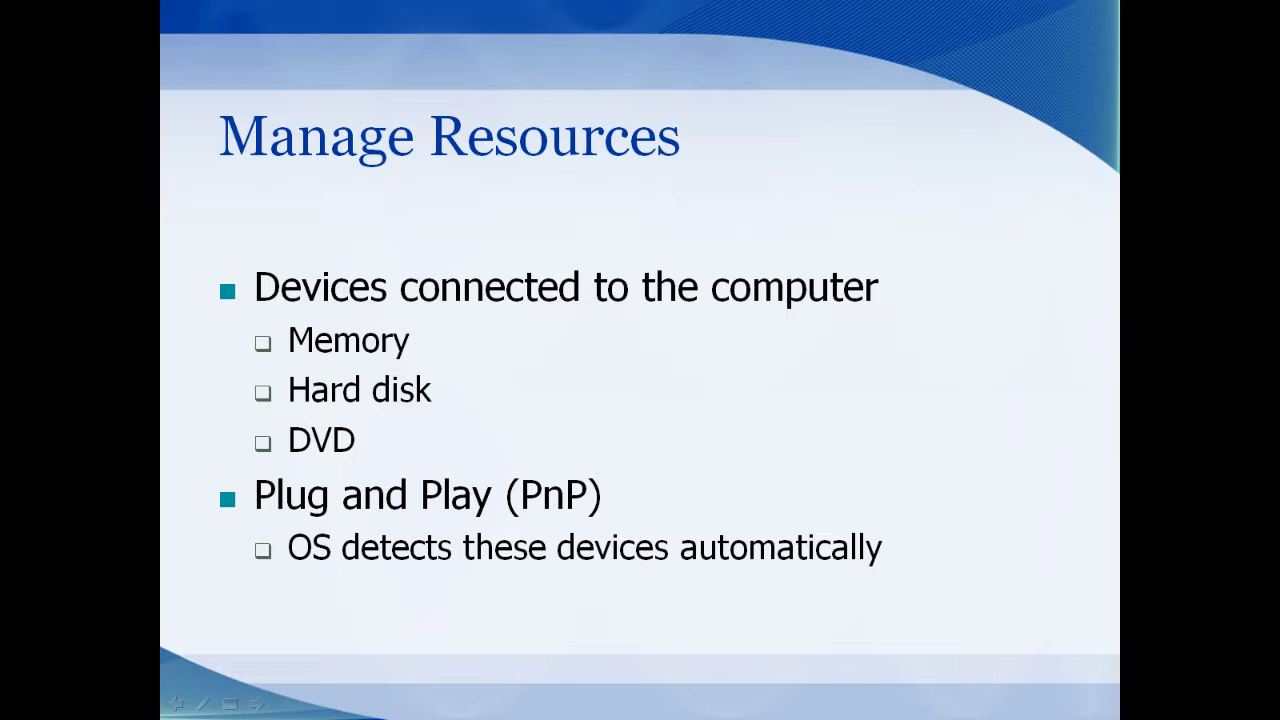 Manage Resources
Devices connected to the computer
Memory
Hard disk
DVD
Plug and Play (PnP)
OS detects these devices automatically